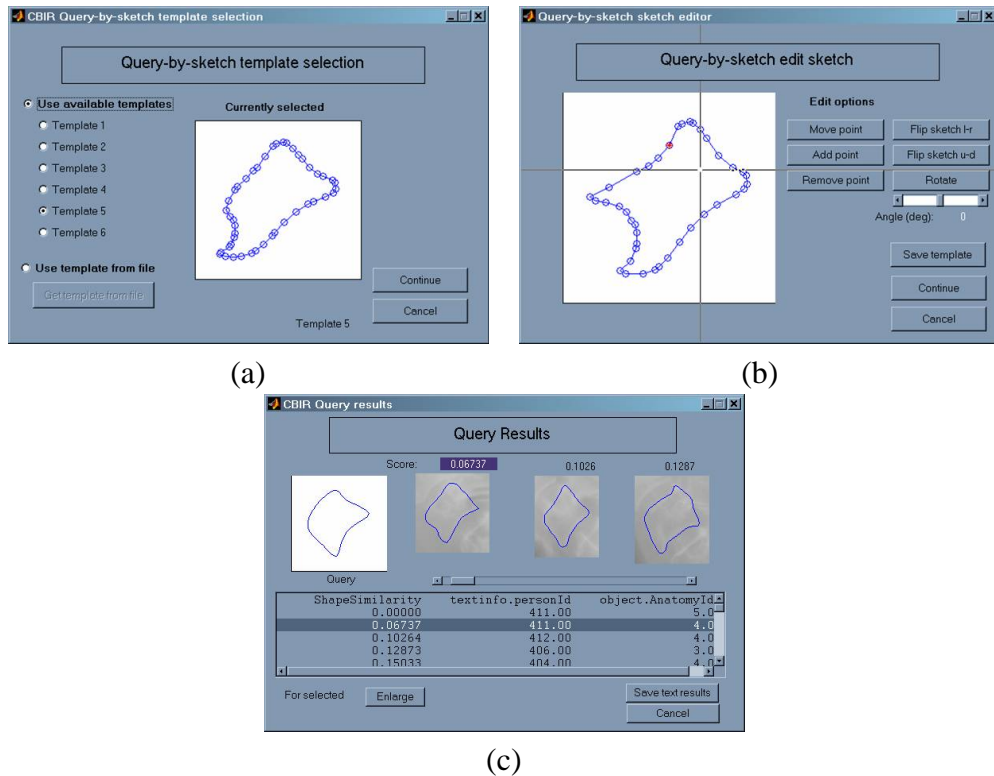 CBIR Query-by-sketch template selection
Query-by-sketch template selection
Use available templates
Template 1
Template 2
Template 3
Template 4
Template 5
Template 6
Use template from file
Get template from file
Currently selected
Template 5
Continue
Cancel
(a)
Query-by-sketch sketch editor
Query-by-sketch edit sketch
Edit options
Move point Flip sketch l-r
Add point Flip sketch u-d
Remove point Rotate
Angle (deg): 0
Save template
Continue
Cancel
(b)
CBIR Query results
Query Results
Score: 0.06737 0.1026 0.1287
Query
ShapeSimilarity textinfo.personId object.AnatomyId
0.00000 411.00 5.0
0.06737 411.00 4.0
0.10264 412.00 4.0
0.12873 406.00 3.0
0.15033 404.00 4.0
For selected Enlarge Save text results
Cancel
(c)